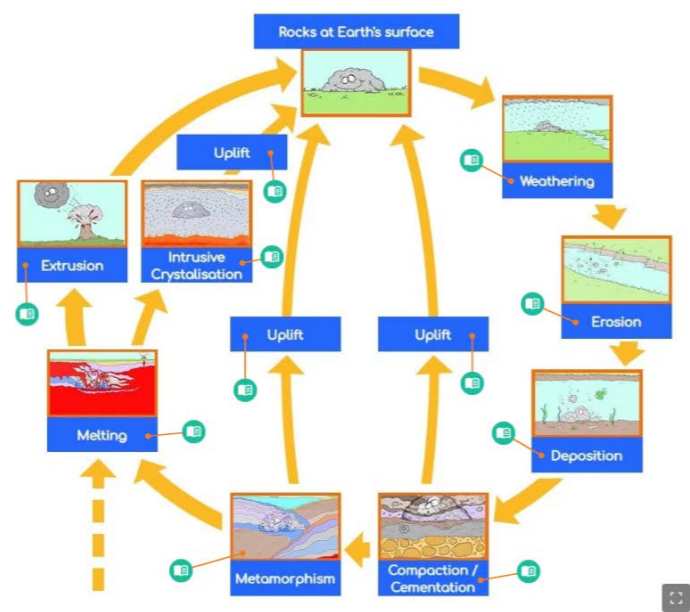 Rocks at Earth's surface
Uplift
Weathering
Extrusion
Intrusive
Crystalisation
Erosion
Uplift
Uplift
Melting
Deposition
Metamorphism
Compaction /
Cementation